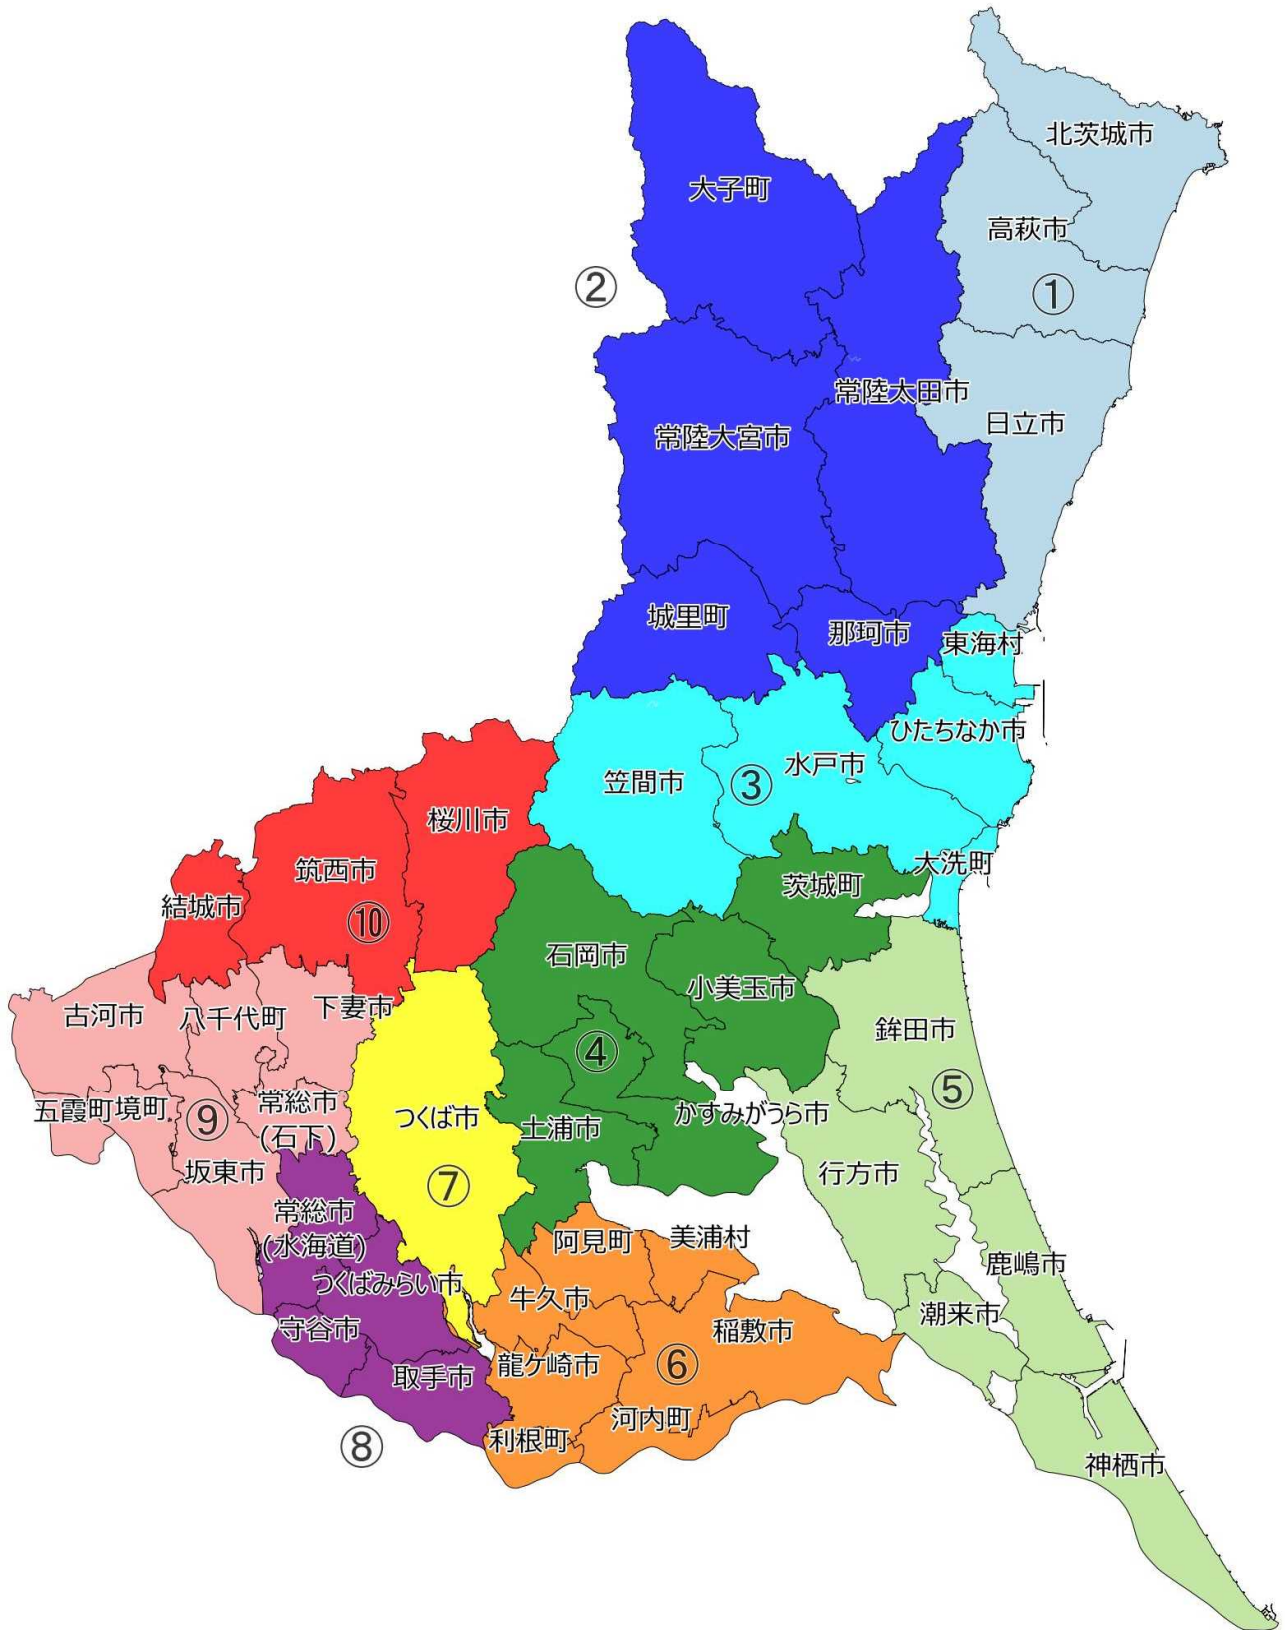 北茨城市
大子町
高萩市
②
①
常陸太田市
日立市
常陸大宮市
城里町
那珂市
東海村
ひたちなか市
水戸市
笠間市
③
桜川市
大洗町
筑西市
茨城町
結城市
⑩
石岡市
小美玉市
下妻市
古河市
八千代町
鉾田市
④
⑤
五霞町
境町
常総市
(石下)
つくば市
かすみがうら市
⑨
土浦市
坂東市
行方市
⑦
常総市
(水海道)
阿見町
美浦村
鹿嶋市
つくばみらい市
牛久市
潮来市
守谷市
稲敷市
取手市
龍ケ崎市
⑥
河内町
⑧
利根町
神栖市